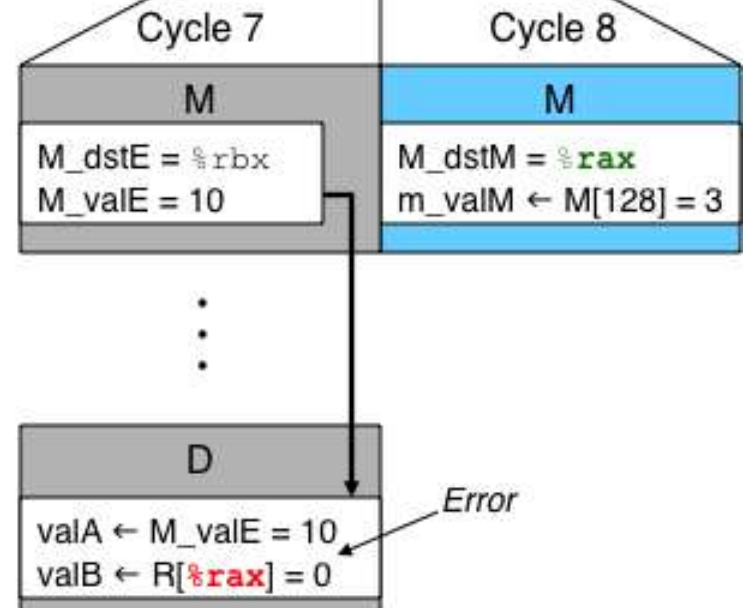 Cycle 7
Cycle 8
M
M_dstE = %rbx
M_valE = 10
M
M_dstM = %rax
m_valM ← M[128] = 3
D
valA ← M_valE = 10
valB ← R[%rax] = 0
Error